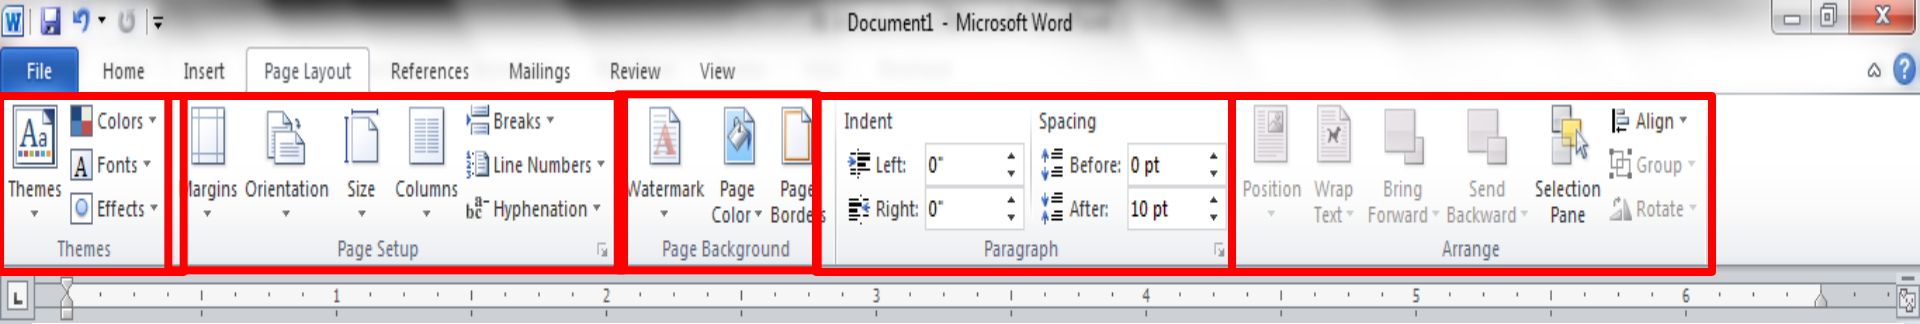 Document1 - Microsoft Word
File Home Insert Page Layout References Mailings Review View
Themes
Colors
Fonts
Effects
Themes
Margins
Orientation
Size
Columns
Breaks
Line Numbers
Hyphenation
Page Setup
Watermark
Page
Color
Page
Borders
Page Background
Indent
Left: 0"
Right: 0"
Spacing
Before: 0 pt
After: 10 pt
Paragraph
Position
Wrap
Text
Bring
Forward
Send
Backward
Selection
Pane
Align
Group
Rotate
Arrange
L 1 2 3 4 5 6